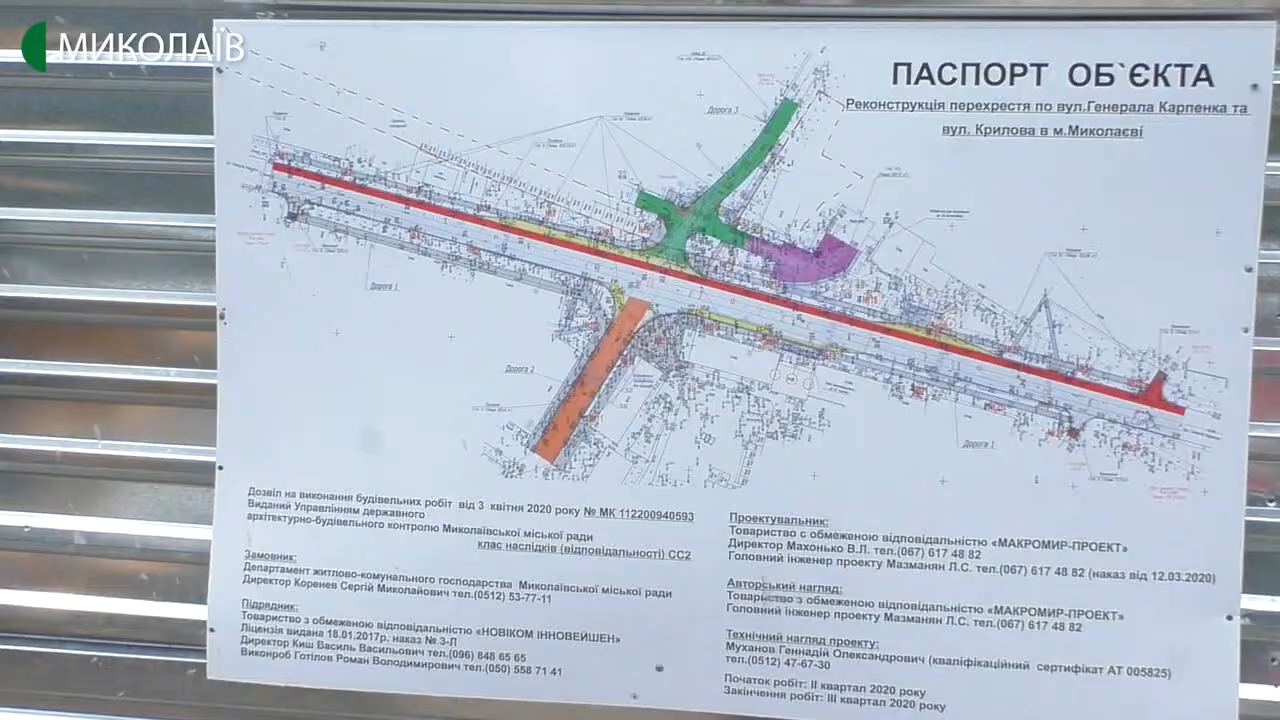 МИКОЛАЇВ
ПАСПОРТ ОБ`ЄКТА
Реконструкція перехрестя по вул.Генерала Карпенка та
вул. Крилова в м.Миколаєві
Дорога 3
Дорога 1
Дорога 2
Дорога 1
Дозвіл на виконання будівельних робіт від 3 квітня 2020 року № МК 112200940593
Виданий Управлінням державного
архітектурно-будівельного контролю Миколаївської міської ради
клас наслідків (відповідальності) СС2
Замовник:
Департамент житлово-комунального господарства Миколаївської міської ради
Директор Коренев Сергій Миколайович тел.(0512) 53-77-11
Підрядник:
Товариство з обмеженою відповідальністю «НОВІКОМ ІННОВЕЙШЕН»
Ліцензія видана 18.01.2017р. наказ № 3-Л
Директор Киш Василь Васильович тел.(096) 848 65 65
Виконроб Готілов Роман Володимирович тел.(050) 558 71 41
Проектувальник:
Товариство с обмеженою відповідальністю «МАКРОМИР-ПРОЕКТ»
Директор Махонько В.Л. тел.(067) 617 48 82
Головний інженер проекту Мазманян Л.С. тел.(067) 617 48 82 (наказ від 12.03.2020)
Авторський нагляд:
Товариство з обмеженою відповідальністю «МАКРОМИР-ПРОЕКТ»
Головний інженер проекту Мазманян Л.С. тел.(067) 617 48 82
Технічний нагляд проекту:
Муханов Геннадій Олександрович (кваліфікаційний сертифікат АТ 005825)
тел.(0512) 47-67-30
Початок робіт: II квартал 2020 року
Закінчення робіт: III квартал 2020 року